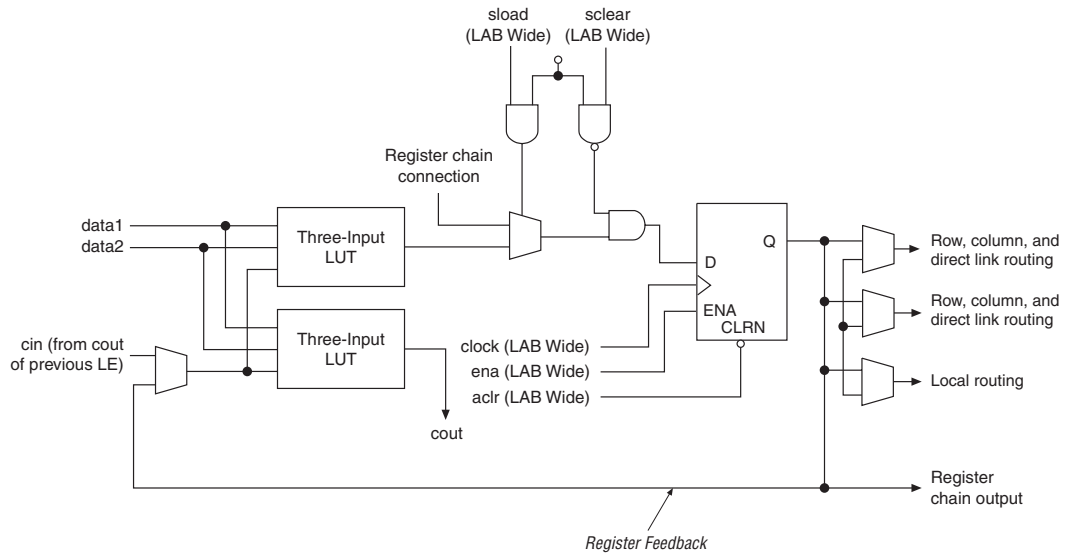 sload
(LAB Wide)
sclear
(LAB Wide)
Register chain
connection
data1
data2
Three-Input
LUT
Q
D
ENA
CLRN
Row, column, and
direct link routing
Row, column, and
direct link routing
Three-Input
LUT
cin (from cout
of previous LE)
clock (LAB Wide)
ena (LAB Wide)
aclr (LAB Wide)
Local routing
cout
Register
chain output
Register Feedback